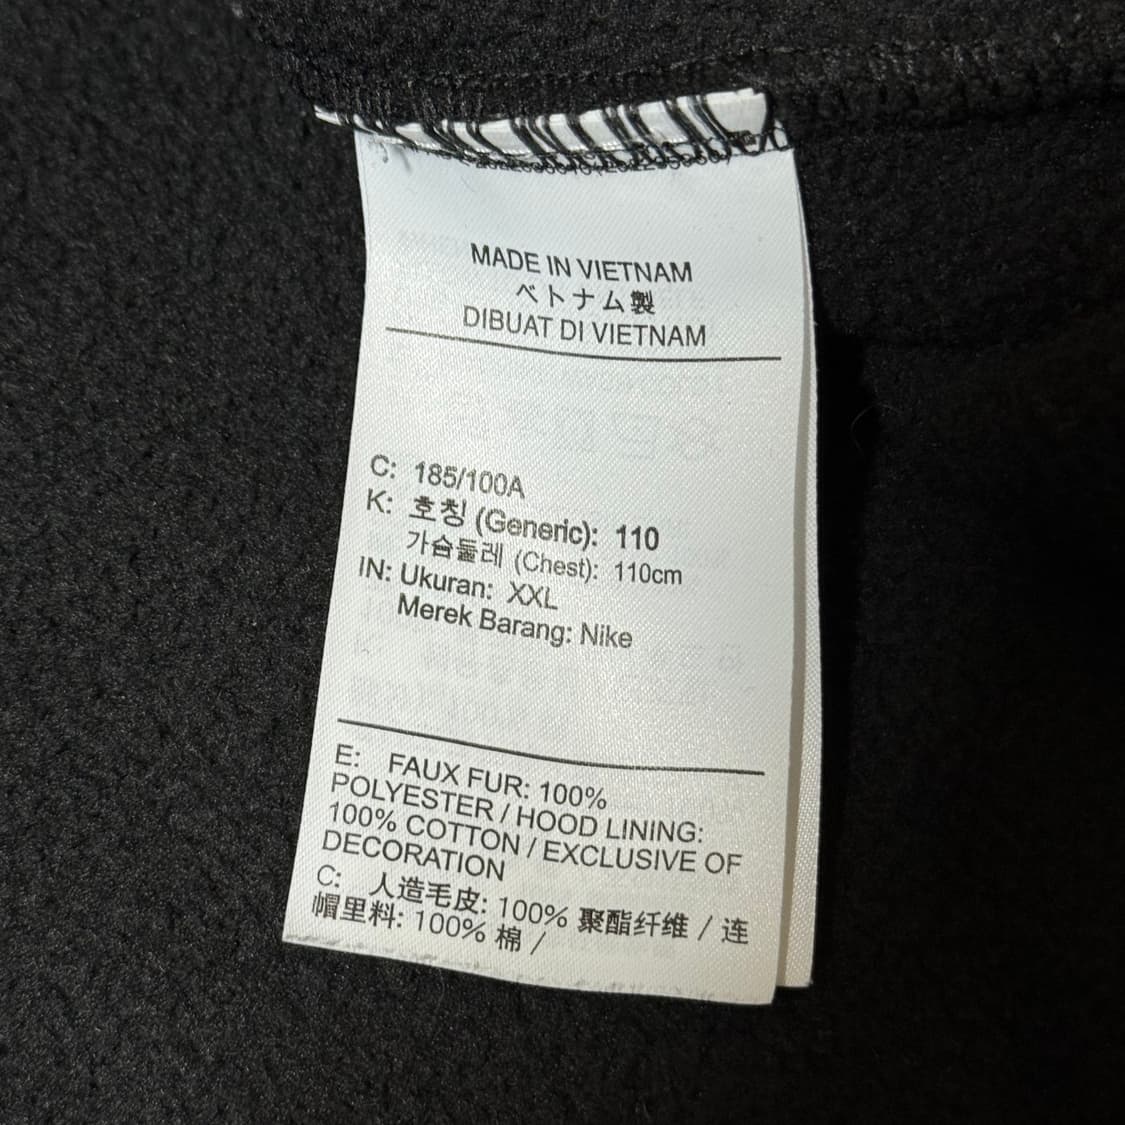 MADE IN VIETNAM
ベトナム製
DIBUAT DI VIETNAM
C: 185/100A
K: 호칭 (Generic): 110
가슴둘레 (Chest): 110cm
IN: Ukuran: XXL
Merek Barang: Nike
E: FAUX FUR: 100%
POLYESTER / HOOD LINING:
100% COTTON / EXCLUSIVE OF
DECORATION
C: 人造毛皮: 100% 聚酯纤维 / 连
帽里料: 100% 棉 /